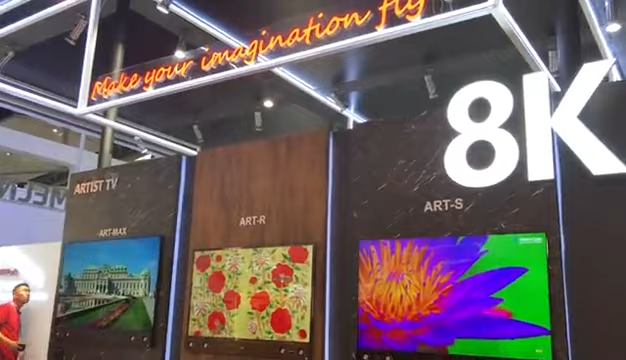 Make your imagination fly
8K
ARTIST TV
ART-MAX
ART-R
ART-S